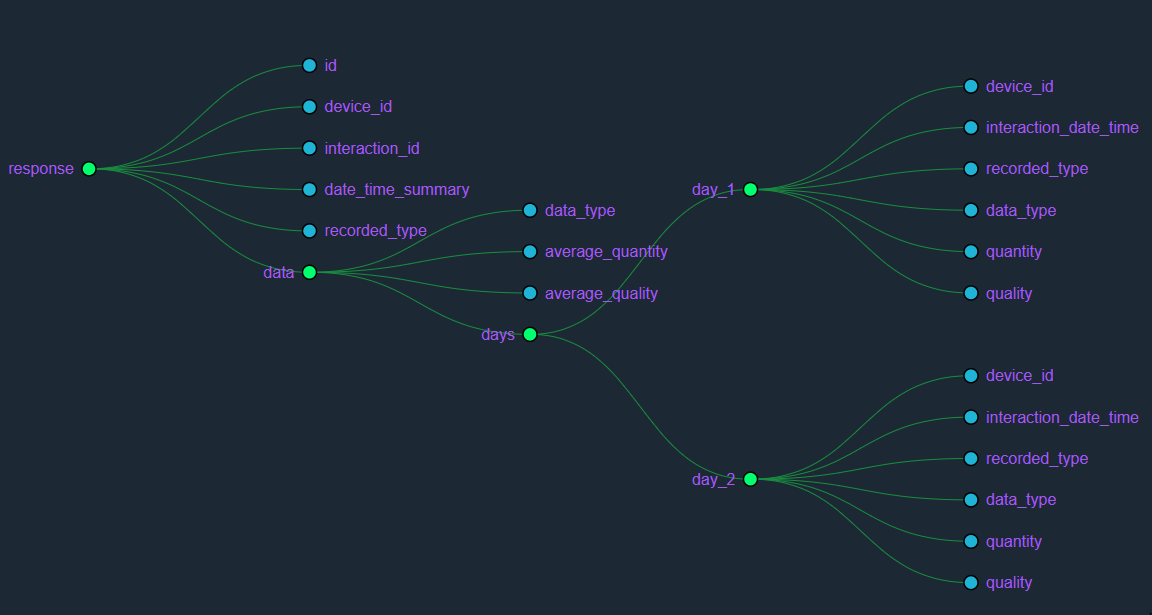 response
id
device_id
interaction_id
date_time_summary
recorded_type
data
data_type
average_quantity
average_quality
days
day_1
device_id
interaction_date_time
recorded_type
data_type
quantity
quality
day_2
device_id
interaction_date_time
recorded_type
data_type
quantity
quality